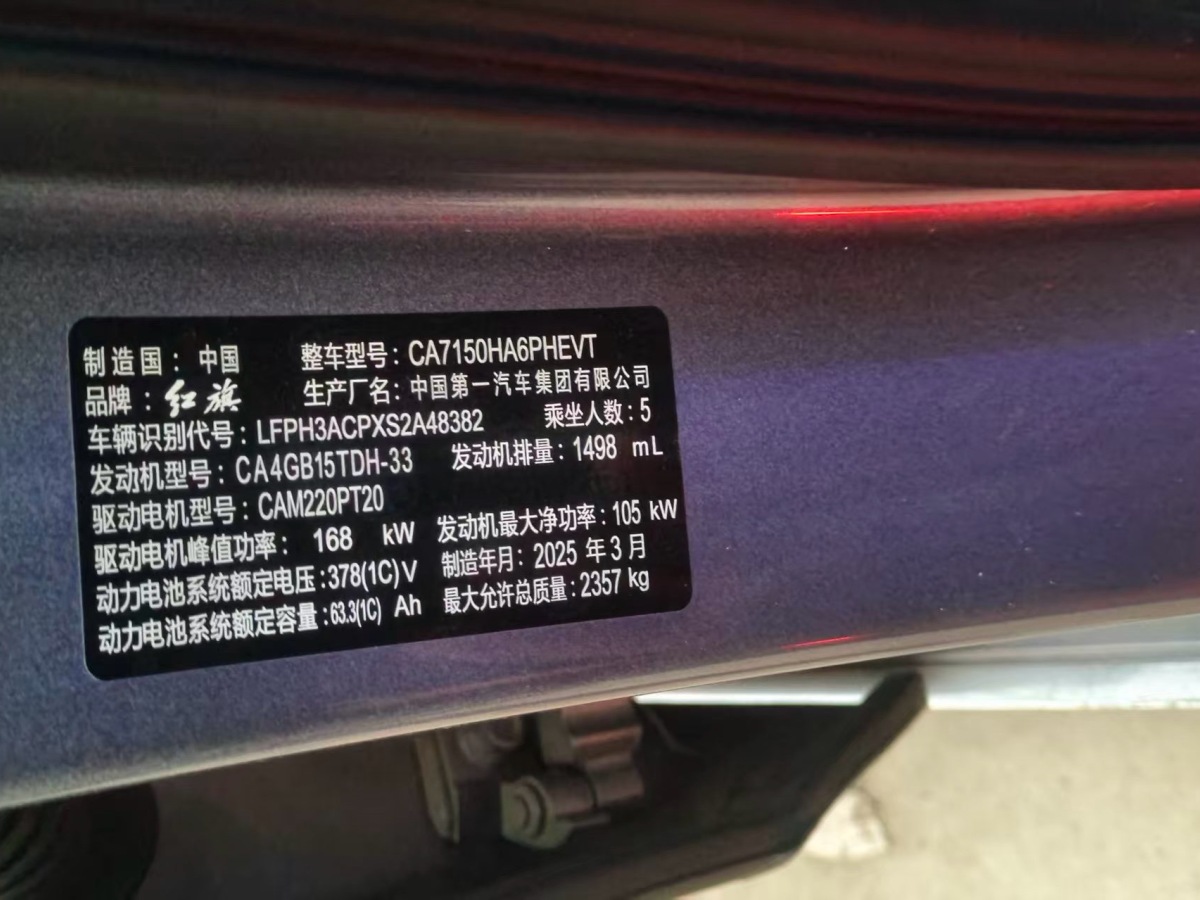 制造国：中国 整车型号：CA7150HA6PHEVT
品牌：红旗 生产厂名：中国第一汽车集团有限公司
车辆识别代号：LFPH3ACPXS2A48382 乘坐人数：5
发动机型号：CA4GB15TDH-33 发动机排量：1498 mL
驱动电机型号：CAM220PT20
驱动电机峰值功率：168 kW 发动机最大净功率：105 kW
动力电池系统额定电压：378(1C)V 制造年月：2025年3月
动力电池系统额定容量：63.3(1C) Ah 最大允许总质量：2357 kg